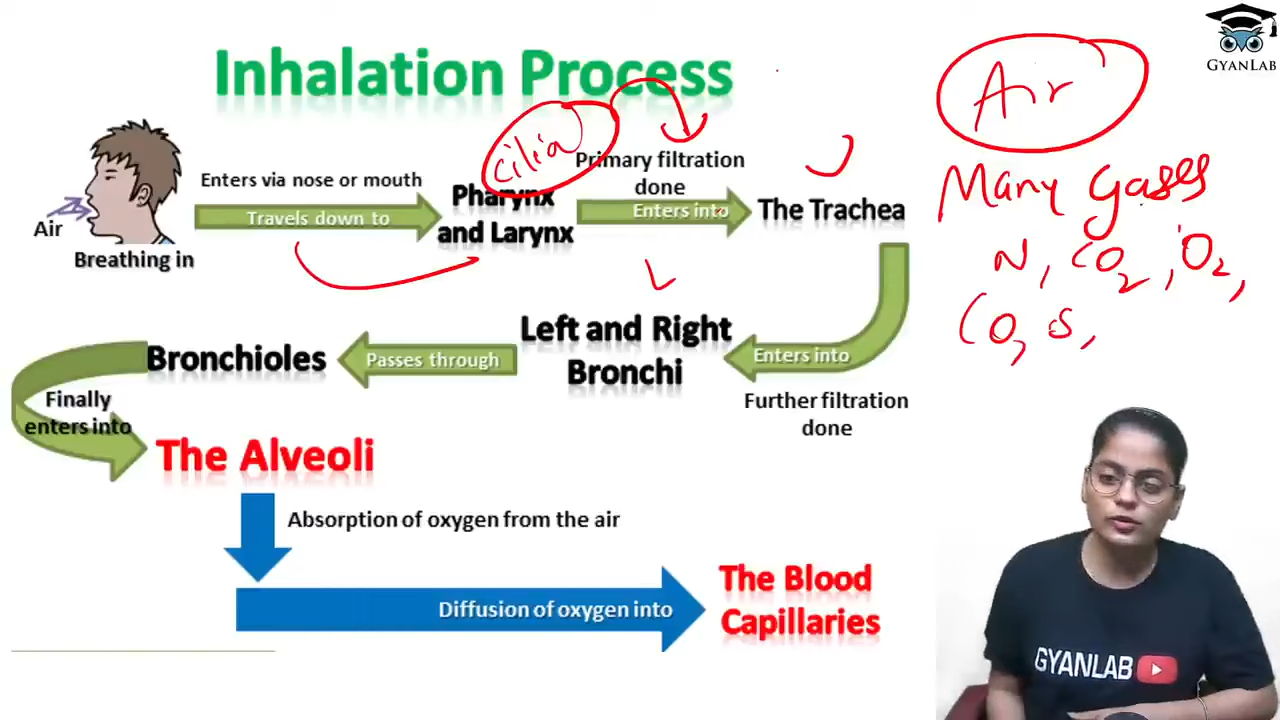 GYANLAB
Inhalation Process
Air
Many gases
N, CO2, O2,
CO, S,
cilia
Enters via nose or mouth
Travels down to
Air
Breathing in
Pharynx
and Larynx
Primary filtration
done
Enters into
The Trachea
Enters into
Further filtration
done
Left and Right
Bronchi
Passes through
Bronchioles
Finally
enters into
The Alveoli
Absorption of oxygen from the air
Diffusion of oxygen into
The Blood
Capillaries
GYANLAB